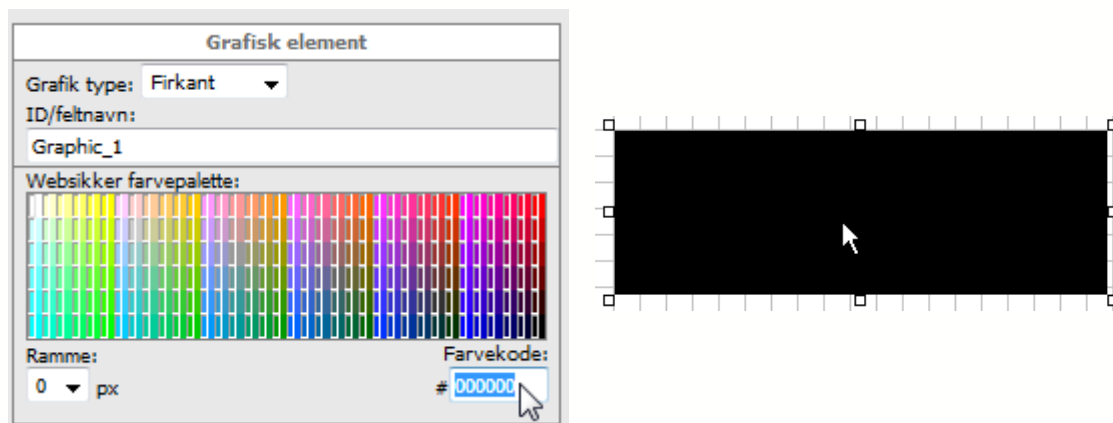 Grafisk element
Grafik type: Firkant
ID/feltnavn:
Graphic_1
Websikker farvepalette:
Ramme: Farvekode:
0 px # 000000